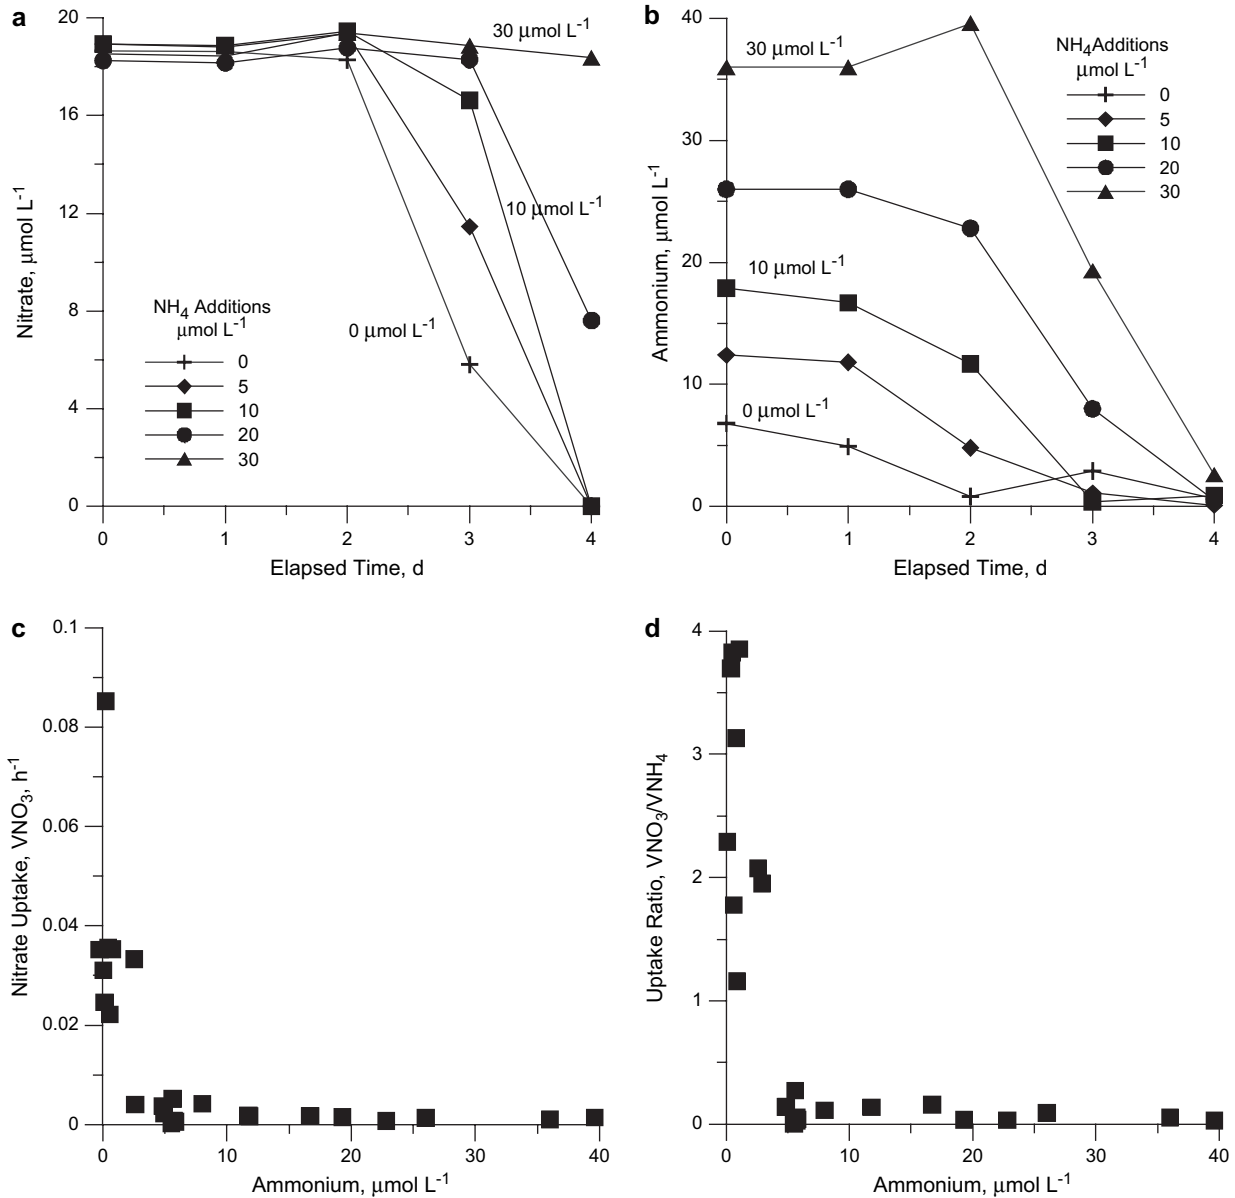 a
20
16
12
8
4
0
Nitrate, μmol L-1
30 μmol L-1
10 μmol L-1
0 μmol L-1
NH4 Additions
μmol L-1
0
5
10
20
30
0 1 2 3 4
Elapsed Time, d
b
40
30
20
10
0
Ammonium, μmol L-1
30 μmol L-1
10 μmol L-1
0 μmol L-1
NH4Additions
μmol L-1
0
5
10
20
30
0 1 2 3 4
Elapsed Time, d
c
0.1
0.08
0.06
0.04
0.02
0
Nitrate Uptake, VNO3, h-1
0 10 20 30 40
Ammonium, μmol L-1
d
4
3
2
1
0
Uptake Ratio, VNO3/VNH4
0 10 20 30 40
Ammonium, μmol L-1